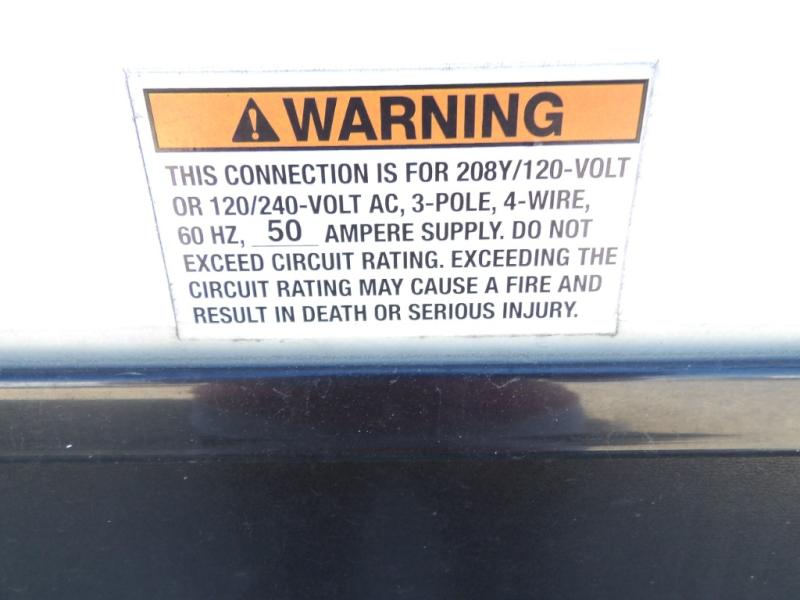 WARNING
THIS CONNECTION IS FOR 208Y/120-VOLT
OR 120/240-VOLT AC, 3-POLE, 4-WIRE,
60 HZ, 50 AMPERE SUPPLY. DO NOT
EXCEED CIRCUIT RATING. EXCEEDING THE
CIRCUIT RATING MAY CAUSE A FIRE AND
RESULT IN DEATH OR SERIOUS INJURY.